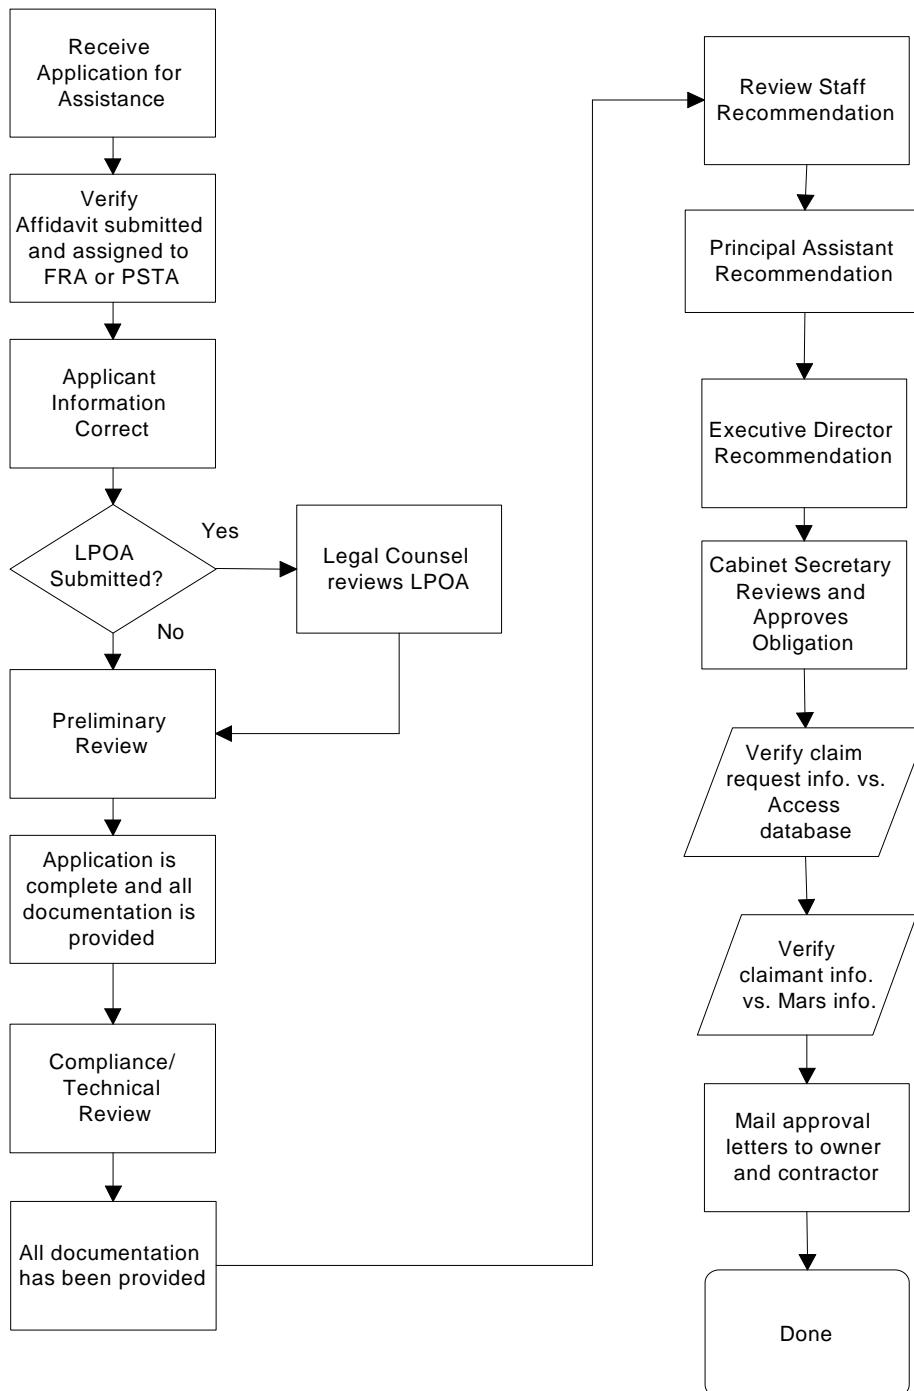 Receive
Application for
Assistance
Verify
Affidavit submitted
and assigned to
FRA or PSTA
Applicant
Information
Correct
LPOA
Submitted?
Yes
No
Legal Counsel
reviews LPOA
Preliminary
Review
Application is
complete and all
documentation is
provided
Compliance/
Technical
Review
All documentation
has been provided
Review Staff
Recommendation
Principal Assistant
Recommendation
Executive Director
Recommendation
Cabinet Secretary
Reviews and
Approves
Obligation
Verify claim
request info. vs.
Access
database
Verify
claimant info.
vs. Mars info.
Mail approval
letters to owner
and contractor
Done